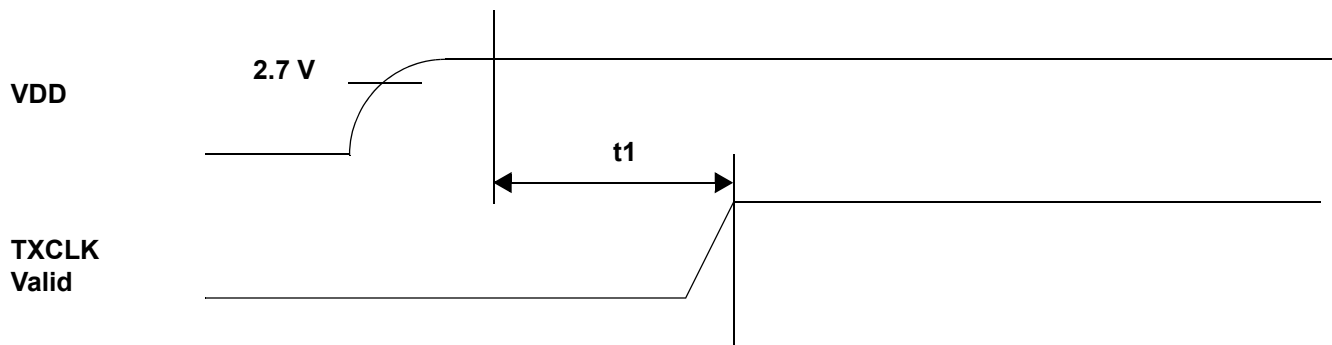 2.7 V
VDD
t1
TXCLK
Valid